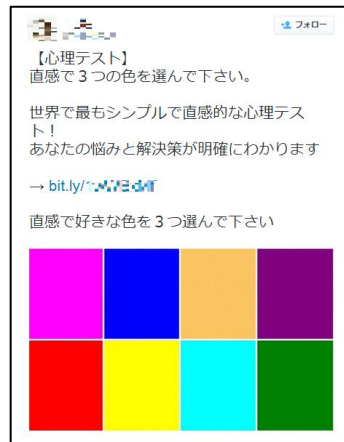 フォロー
【心理テスト】
直感で3つの色を選んで下さい。
世界で最もシンプルで直感的な心理テス
ト！
あなたの悩みと解決策が明確にわかります
→ bit.ly/
直感で好きな色を3つ選んで下さい